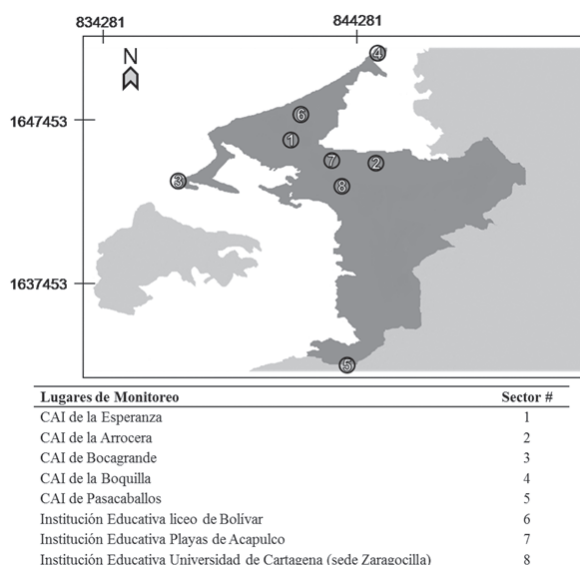 834281 844281
N
4
1647453
6
1
7 2
3 8
1637453
5
Lugares de Monitoreo Sector #
CAI de la Esperanza 1
CAI de la Arrocera 2
CAI de Bocagrande 3
CAI de la Boquilla 4
CAI de Pasacaballos 5
Institución Educativa liceo de Bolívar 6
Institución Educativa Playas de Acapulco 7
Institución Educativa Universidad de Cartagena (sede Zaragocilla) 8